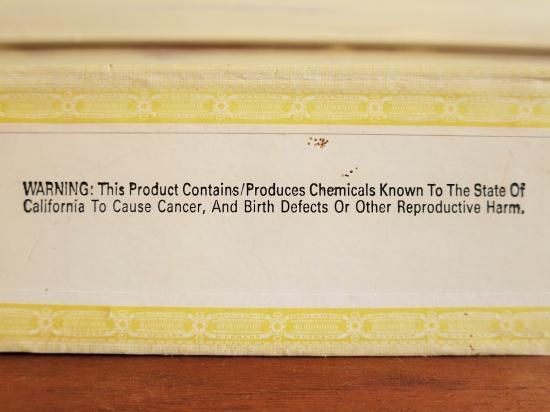 WARNING: This Product Contains/Produces Chemicals Known To The State Of
California To Cause Cancer, And Birth Defects Or Other Reproductive Harm.